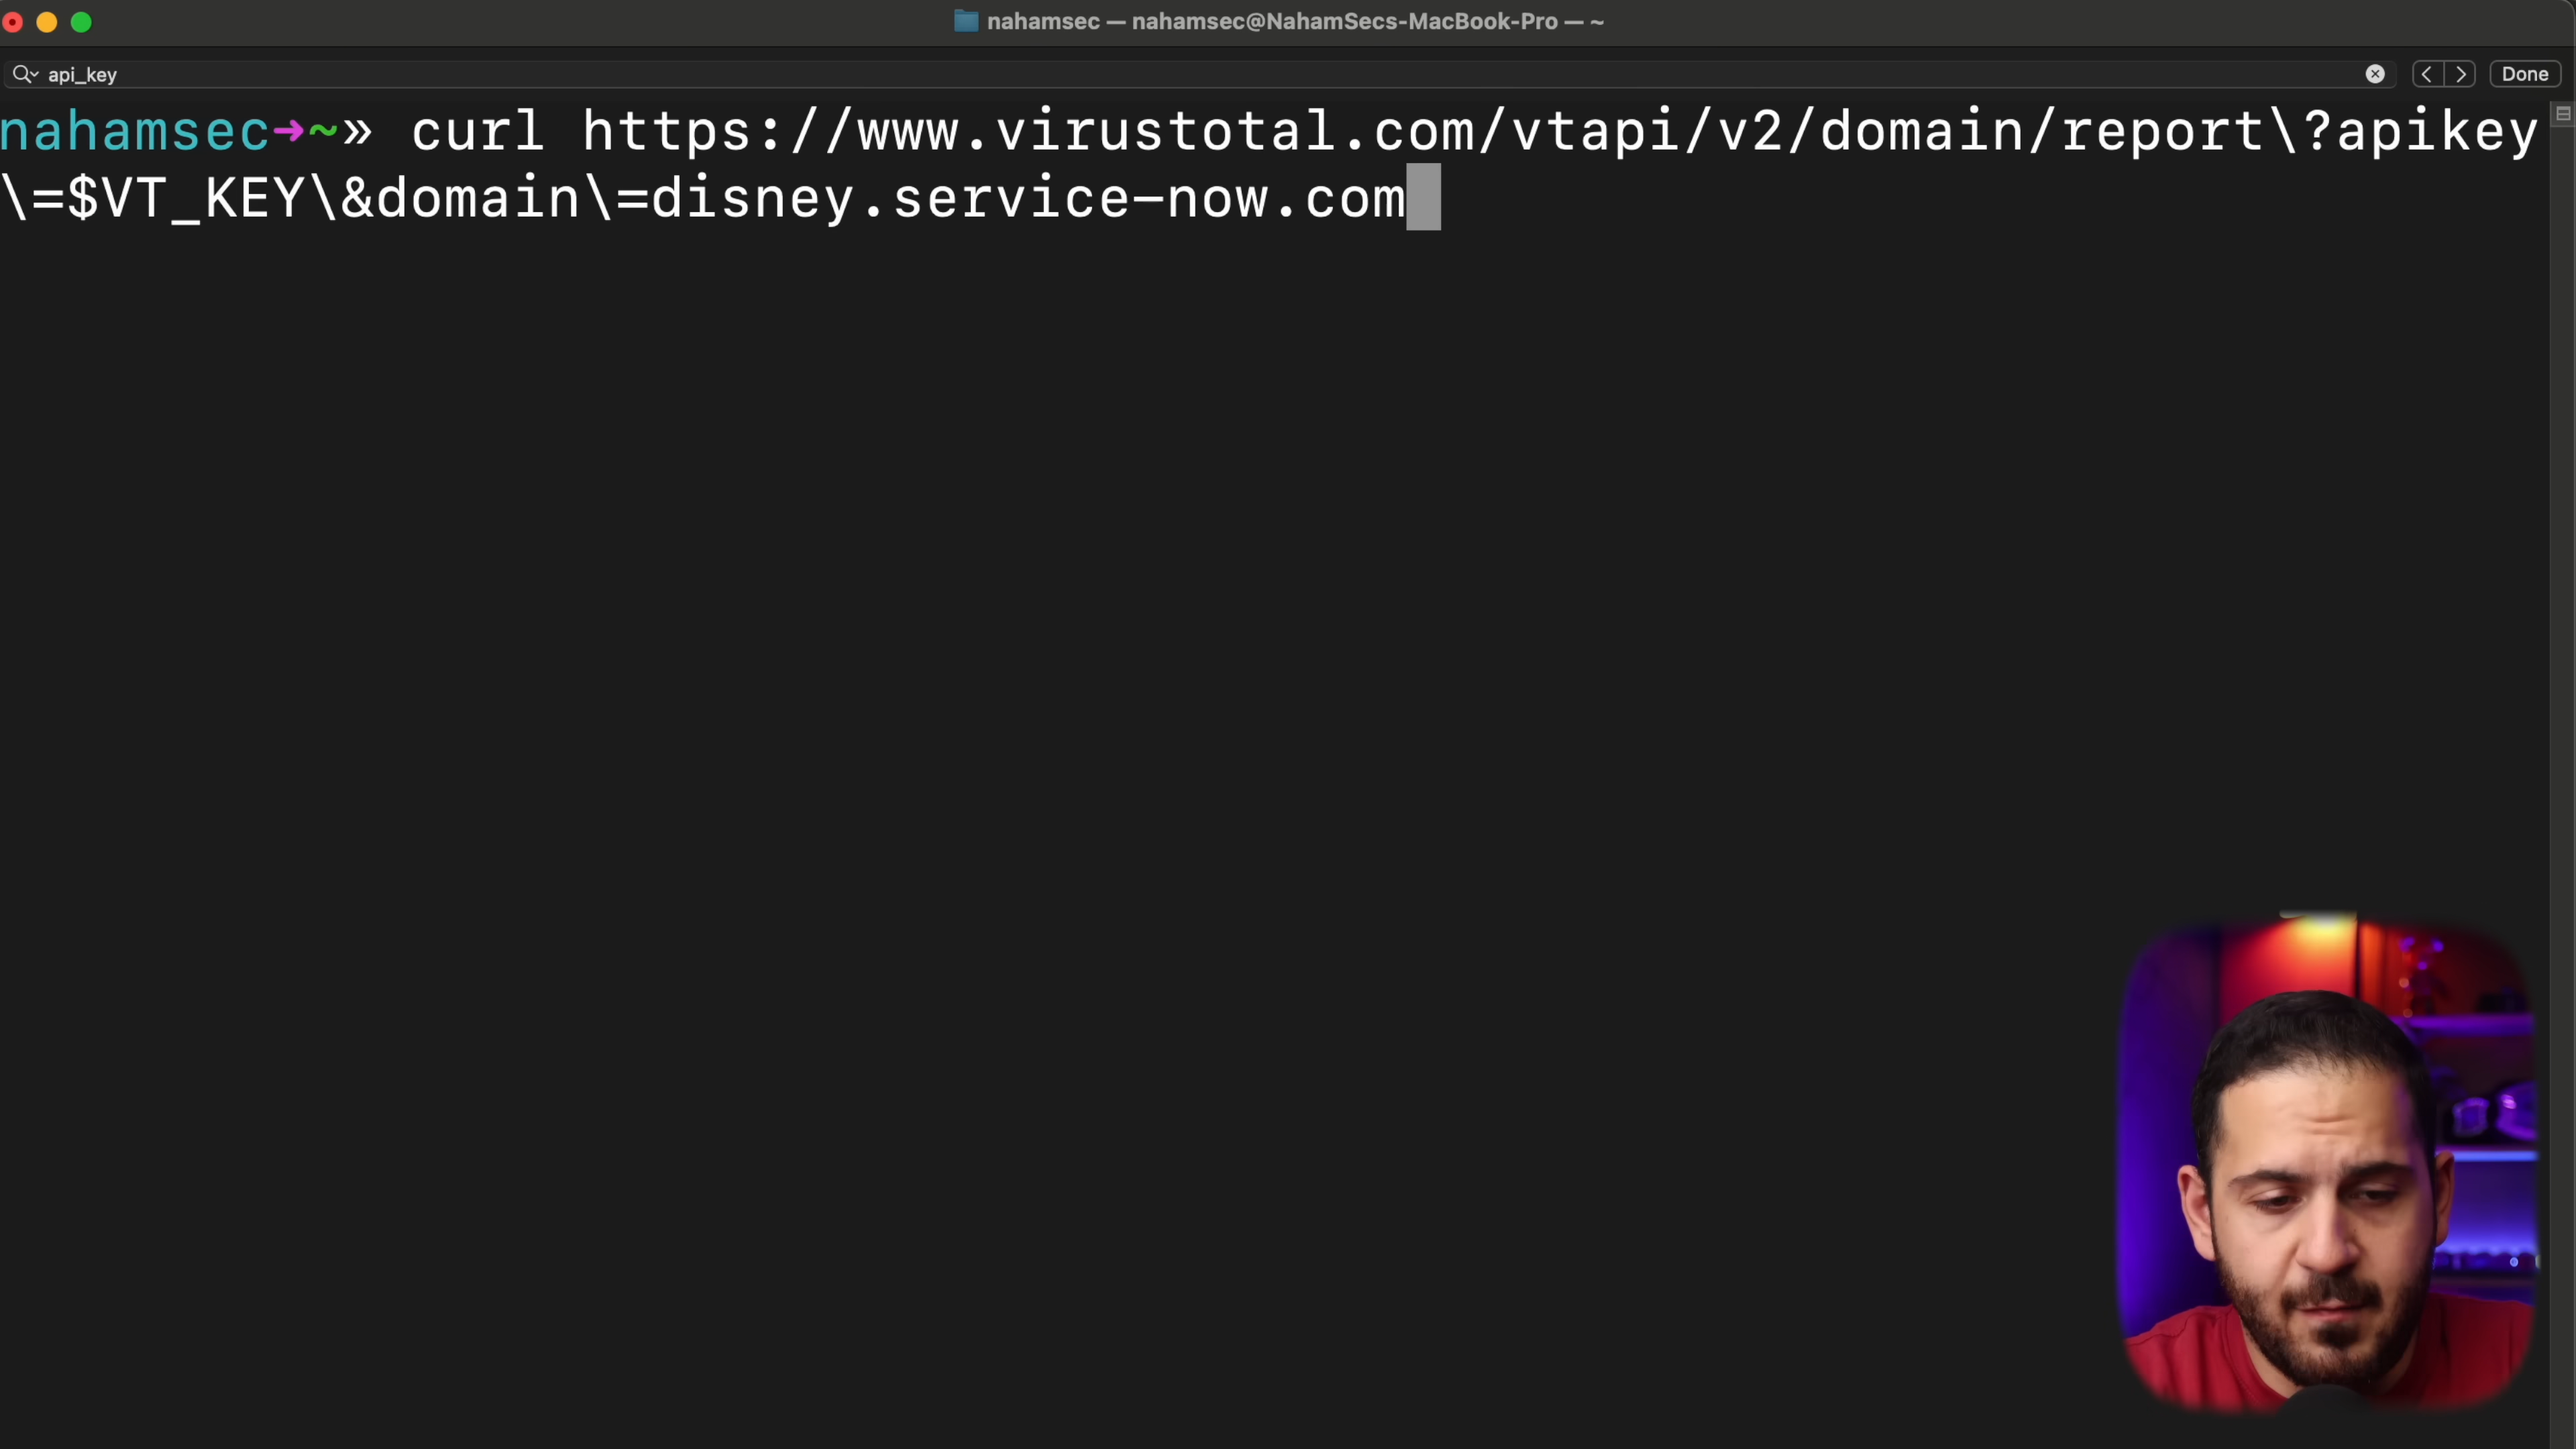 nahamsec — nahamsec@NahamSecs-MacBook-Pro — ~
api_key
Done
nahamsec➜~» curl https://www.virustotal.com/vtapi/v2/domain/report\?apikey
\=$VT_KEY\&domain\=disney.service-now.com